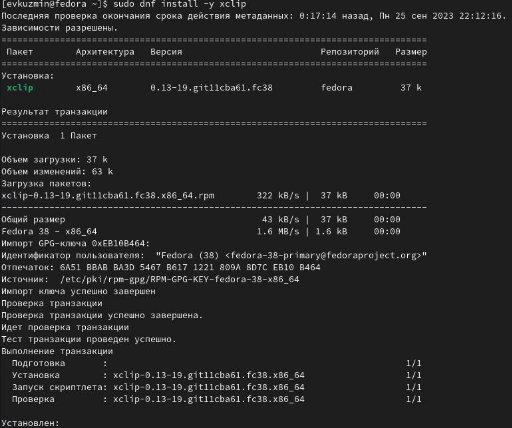 [evkuzmin@fedora ~]$ sudo dnf install -y xclip
Последняя проверка окончания срока действия метаданных: 0:17:14 назад, Пн 25 сен 2023 22:12:16.
Зависимости разрешены.
================================================================================
Пакет Архитектура Версия Репозиторий Размер
================================================================================
Установка:
xclip x86_64 0.13-19.git11cba61.fc38 fedora 37 k

Результат транзакции
================================================================================
Установка 1 Пакет

Объем загрузки: 37 k
Объем изменений: 63 k
Загрузка пакетов:
xclip-0.13-19.git11cba61.fc38.x86_64.rpm 322 kB/s | 37 kB 00:00
--------------------------------------------------------------------------------
Общий размер 43 kB/s | 37 kB 00:00
Fedora 38 - x86_64 1.6 MB/s | 1.6 kB 00:00
Импорт GPG-ключа 0xEB10B464:
Идентификатор пользователя: "Fedora (38) <fedora-38-primary@fedoraproject.org>"
Отпечаток: 6A51 BBAB BA3D 5467 B617 1221 809A 8D7C EB10 B464
Источник: /etc/pki/rpm-gpg/RPM-GPG-KEY-fedora-38-x86_64
Импорт ключа успешно завершен
Проверка транзакции
Проверка транзакции успешно завершена.
Идет проверка транзакции
Тест транзакции проведен успешно.
Выполнение транзакции
Подготовка : 1/1
Установка : xclip-0.13-19.git11cba61.fc38.x86_64 1/1
Запуск скриптлета: xclip-0.13-19.git11cba61.fc38.x86_64 1/1
Проверка : xclip-0.13-19.git11cba61.fc38.x86_64 1/1

Установлен: